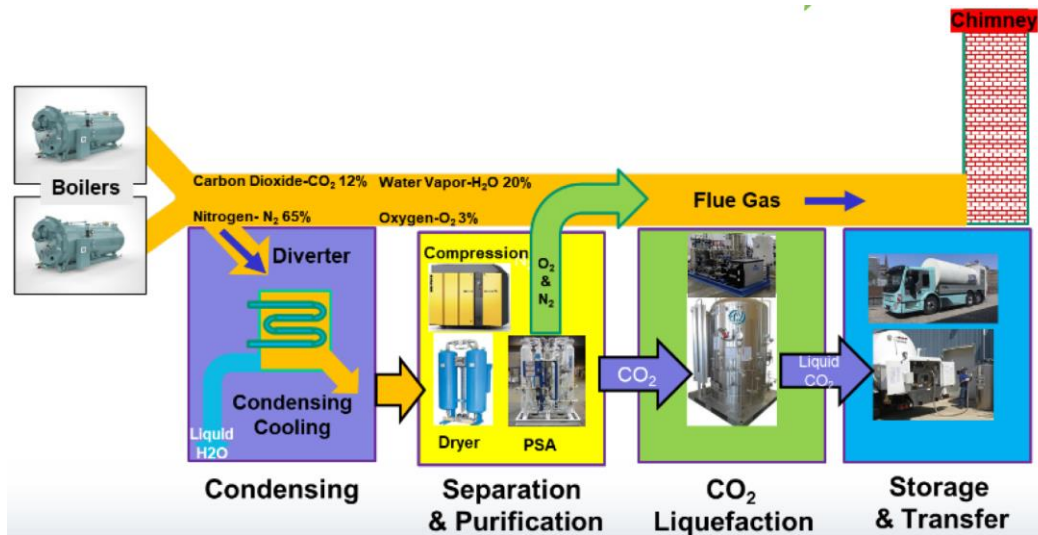 Chimney
Boilers
Carbon Dioxide-CO₂ 12%
Water Vapor-H₂O 20%
Nitrogen- N₂ 65%
Oxygen-O₂ 3%
Flue Gas
Diverter
Condensing
Cooling
Liquid
H2O
Compression
O₂
&
N₂
Dryer
PSA
CO₂
Liquid
CO₂
Condensing
Separation
& Purification
CO₂
Liquefaction
Storage
& Transfer